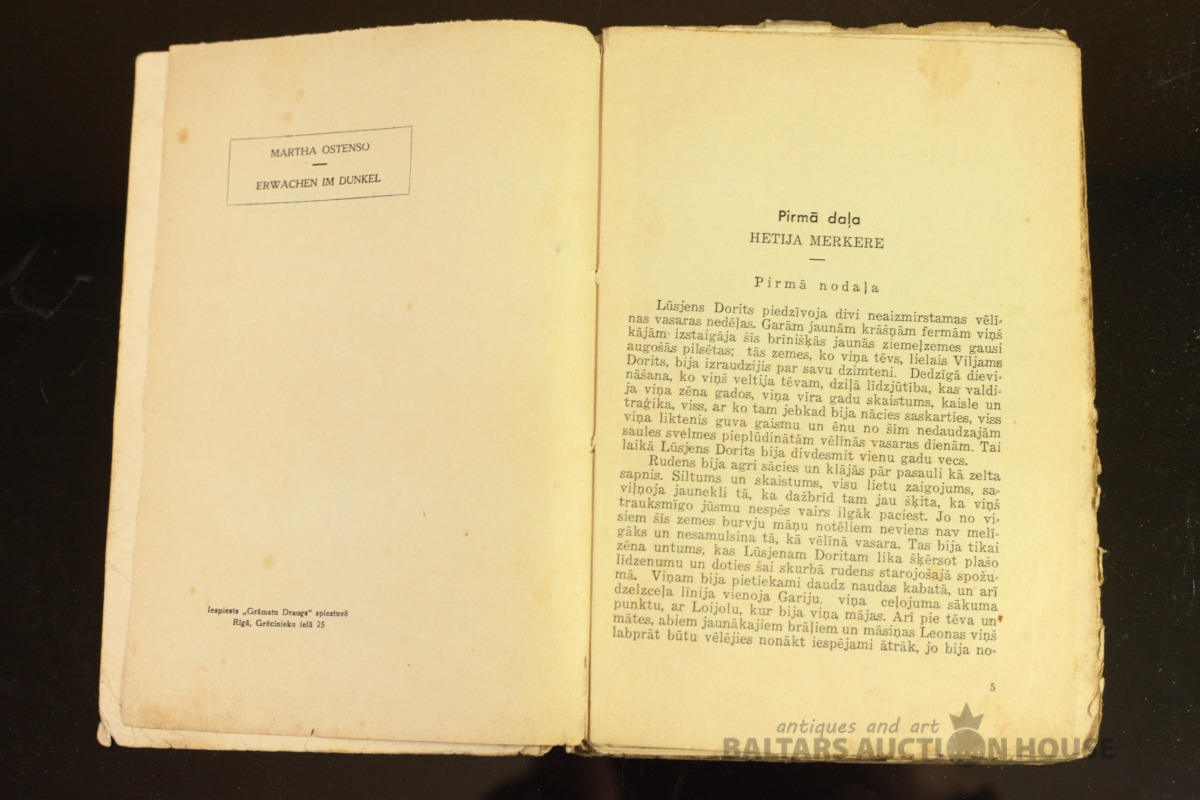 MARTHA OSTENSO
—
ERWACHEN IM DUNKEL
Iespiests „Grāmatu Drauga" spiestuvē
Rīgā, Grēcinieku ielā 25
Pirmā daļa
HETIJA MERKERE
—
Pirmā nodaļa
Lūsjens Dorits piedzīvoja divi neaizmirstamas vēlī-
nas vasaras nedēļas. Garām jaunām krāšņām fermām viņš
kājām izstaigāja šīs brīnišķās jaunās ziemeļzemes gausi
augošās pilsētas; tās zemes, ko viņa tēvs, lielais Viljams
Dorits, bija izraudzījis par savu dzimteni. Dedzīgā dievi-
nāšana, ko viņš veltīja tēvam, dziļā līdzjūtība, kas valdī-
ja viņa zēna gados, viņa vīra gadu skaistums, kaisle un
traģika, viss, ar ko tam jebkad bija nācies saskarties, viss
viņa liktenis guva gaismu un ēnu no šīm nedaudzajām
saules svelmes pieplūdinātām vēlīnās vasaras dienām. Tai
laikā Lūsjens Dorits bija divdesmit vienu gadu vecs.
Rudens bija agri sācies un klājās pār pasauli kā zelta
sapnis. Siltums un skaistums, visu lietu zaigojums, sa-
viļņoja jaunekli tā, ka dažbrīd tam jau šķita, ka viņš
trauksmīgo jūsmu nespēs vairs ilgāk paciest. Jo no vi-
siem šīs zemes burvju māņu notēliem neviens nav melī-
gāks un nesamulsina tā, kā vēlīnā vasara. Tas bija tikai
zēna untums, kas Lūsjenam Doritam lika šķērsot plašo
līdzenumu un doties šai skurbā rudens starojošajā spožu-
mā. Viņam bija pietiekami daudz naudas kabatā, un arī
dzelzceļa līnija vienoja Gariju, viņa ceļojuma sākuma
punktu, ar Loijolu, kur bija viņa mājas. Arī pie tēva un
mātes, abiem jaunākajiem brāļiem un māsiņas Leonas viņš
labprāt būtu vēlējies nonākt iespējami ātrāk, jo bija no-
5
antiques and art
BALTARS AUCTION HOUSE